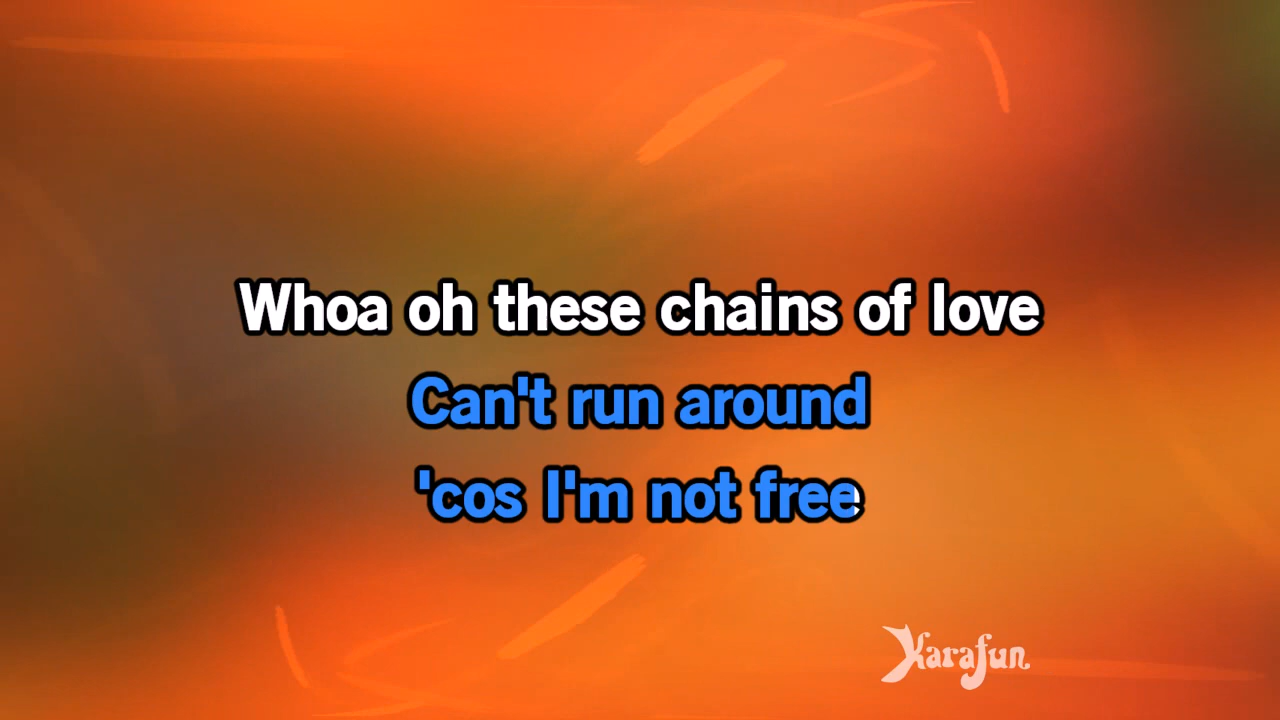 Whoa oh these chains of love
Can't run around
'cos I'm not free
Karafun